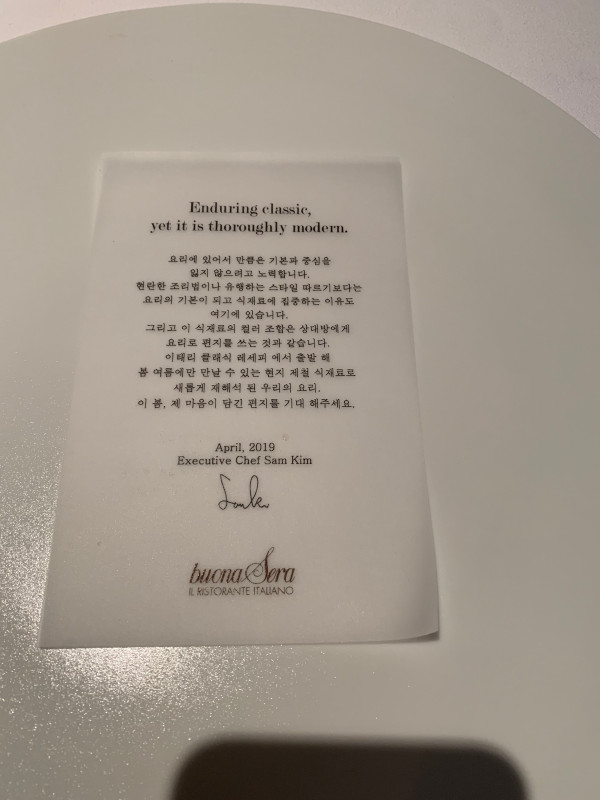 Enduring classic,
yet it is thoroughly modern.
요리에 있어서 만큼은 기본과 중심을
잃지 않으려고 노력합니다.
현란한 조리법이나 유행하는 스타일 따르기보다는
요리의 기본이 되고 식재료에 집중하는 이유도
여기에 있습니다.
그리고 이 식재료의 컬러 조합은 상대방에게
요리로 편지를 쓰는 것과 같습니다.
이태리 클래식 레세피 에서 출발 해
봄 여름에만 만날 수 있는 현지 제철 식재료로
새롭게 재해석 된 우리의 요리.
이 봄, 제 마음이 담긴 편지를 기대 해주세요.
April, 2019
Executive Chef Sam Kim
buona Sera
IL RISTORANTE ITALIANO